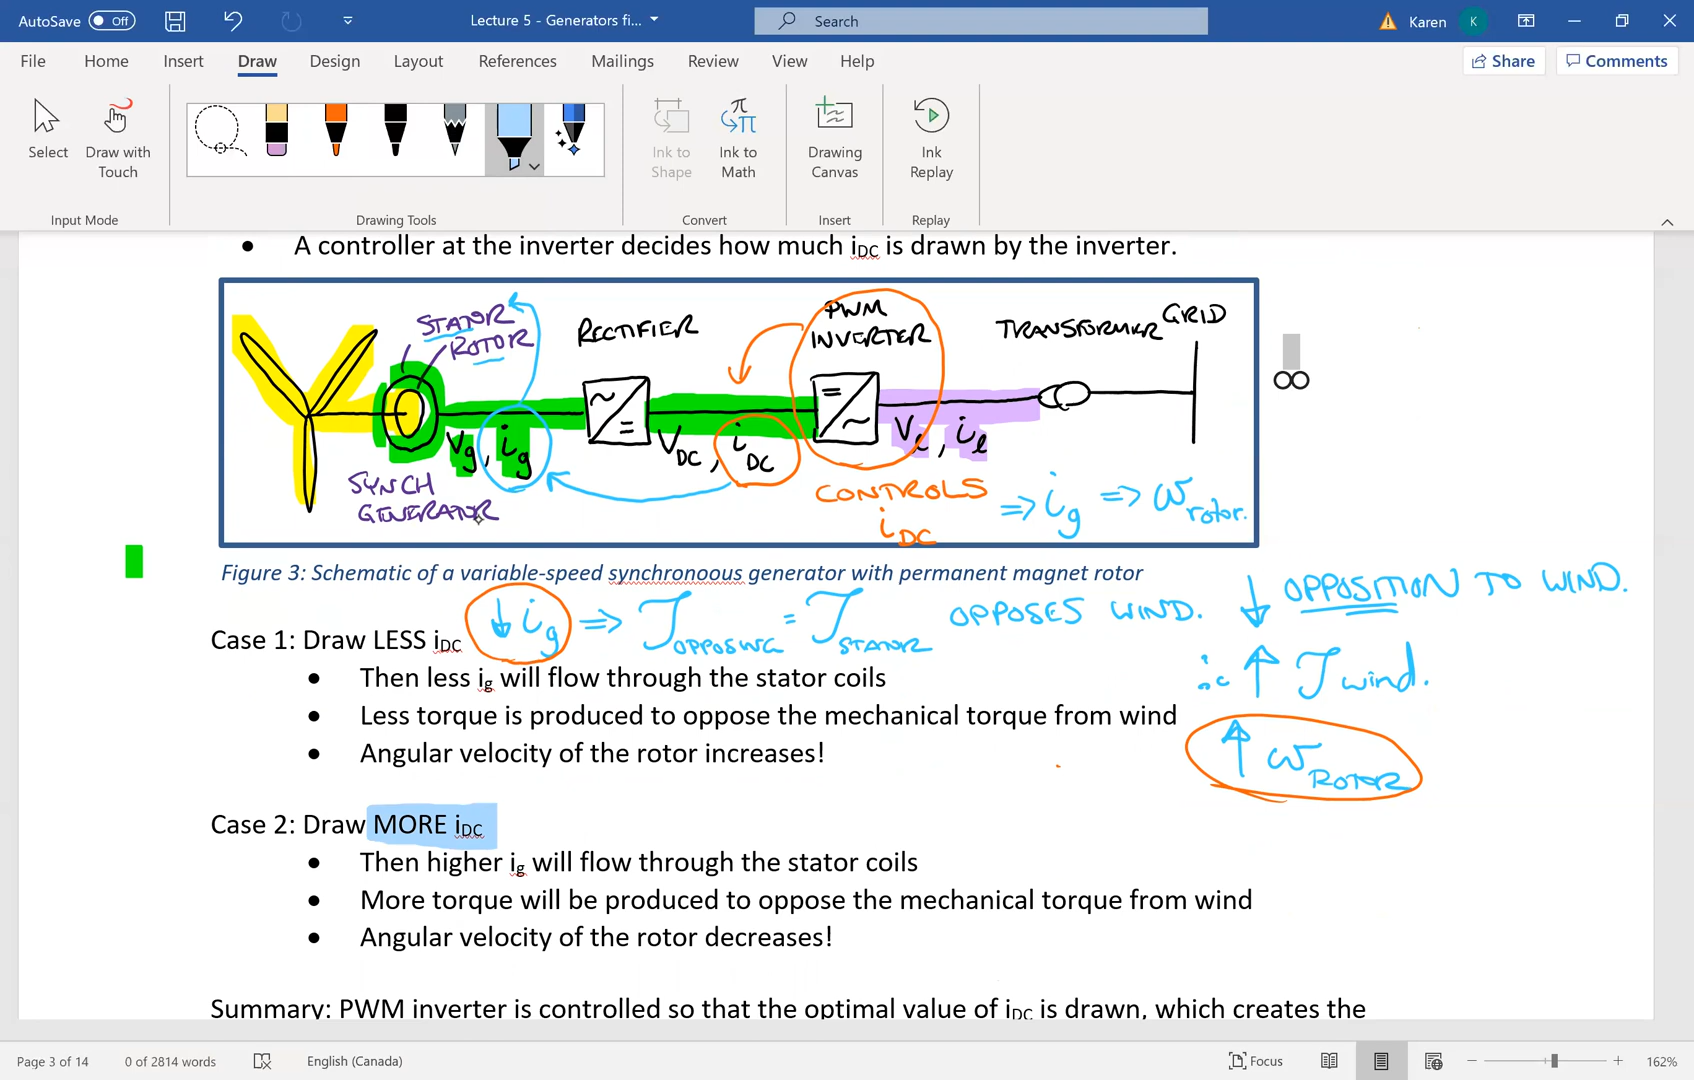 AutoSave Off Lecture 5 - Generators fi... Search Karen K
File Home Insert Draw Design Layout References Mailings Review View Help Share Comments
Select Draw with Touch Ink to Shape Ink to Math Drawing Canvas Ink Replay
Input Mode Drawing Tools Convert Insert Replay
• A controller at the inverter decides how much iDC is drawn by the inverter.
STATOR
ROTOR
RECTIFIER
PWM
INVERTER
TRANSFORMER
GRID
~ =
= ~
Vg, ig
VDC, iDC
Vl, il
SYNCH
GENERATOR
CONTROLS
iDC
⇒ ig ⇒ ωrotor.
Figure 3: Schematic of a variable-speed synchronoous generator with permanent magnet rotor
↓ ig ⇒ TOPPOSING = TSTATOR OPPOSES WIND.
↓ OPPOSITION TO WIND.
∴ ↑ Twind.
↑ ωROTOR
Case 1: Draw LESS iDC
• Then less ig will flow through the stator coils
• Less torque is produced to oppose the mechanical torque from wind
• Angular velocity of the rotor increases!
Case 2: Draw MORE iDC
• Then higher ig will flow through the stator coils
• More torque will be produced to oppose the mechanical torque from wind
• Angular velocity of the rotor decreases!
Summary: PWM inverter is controlled so that the optimal value of iDC is drawn, which creates the
Page 3 of 14 0 of 2814 words English (Canada) Focus 162%